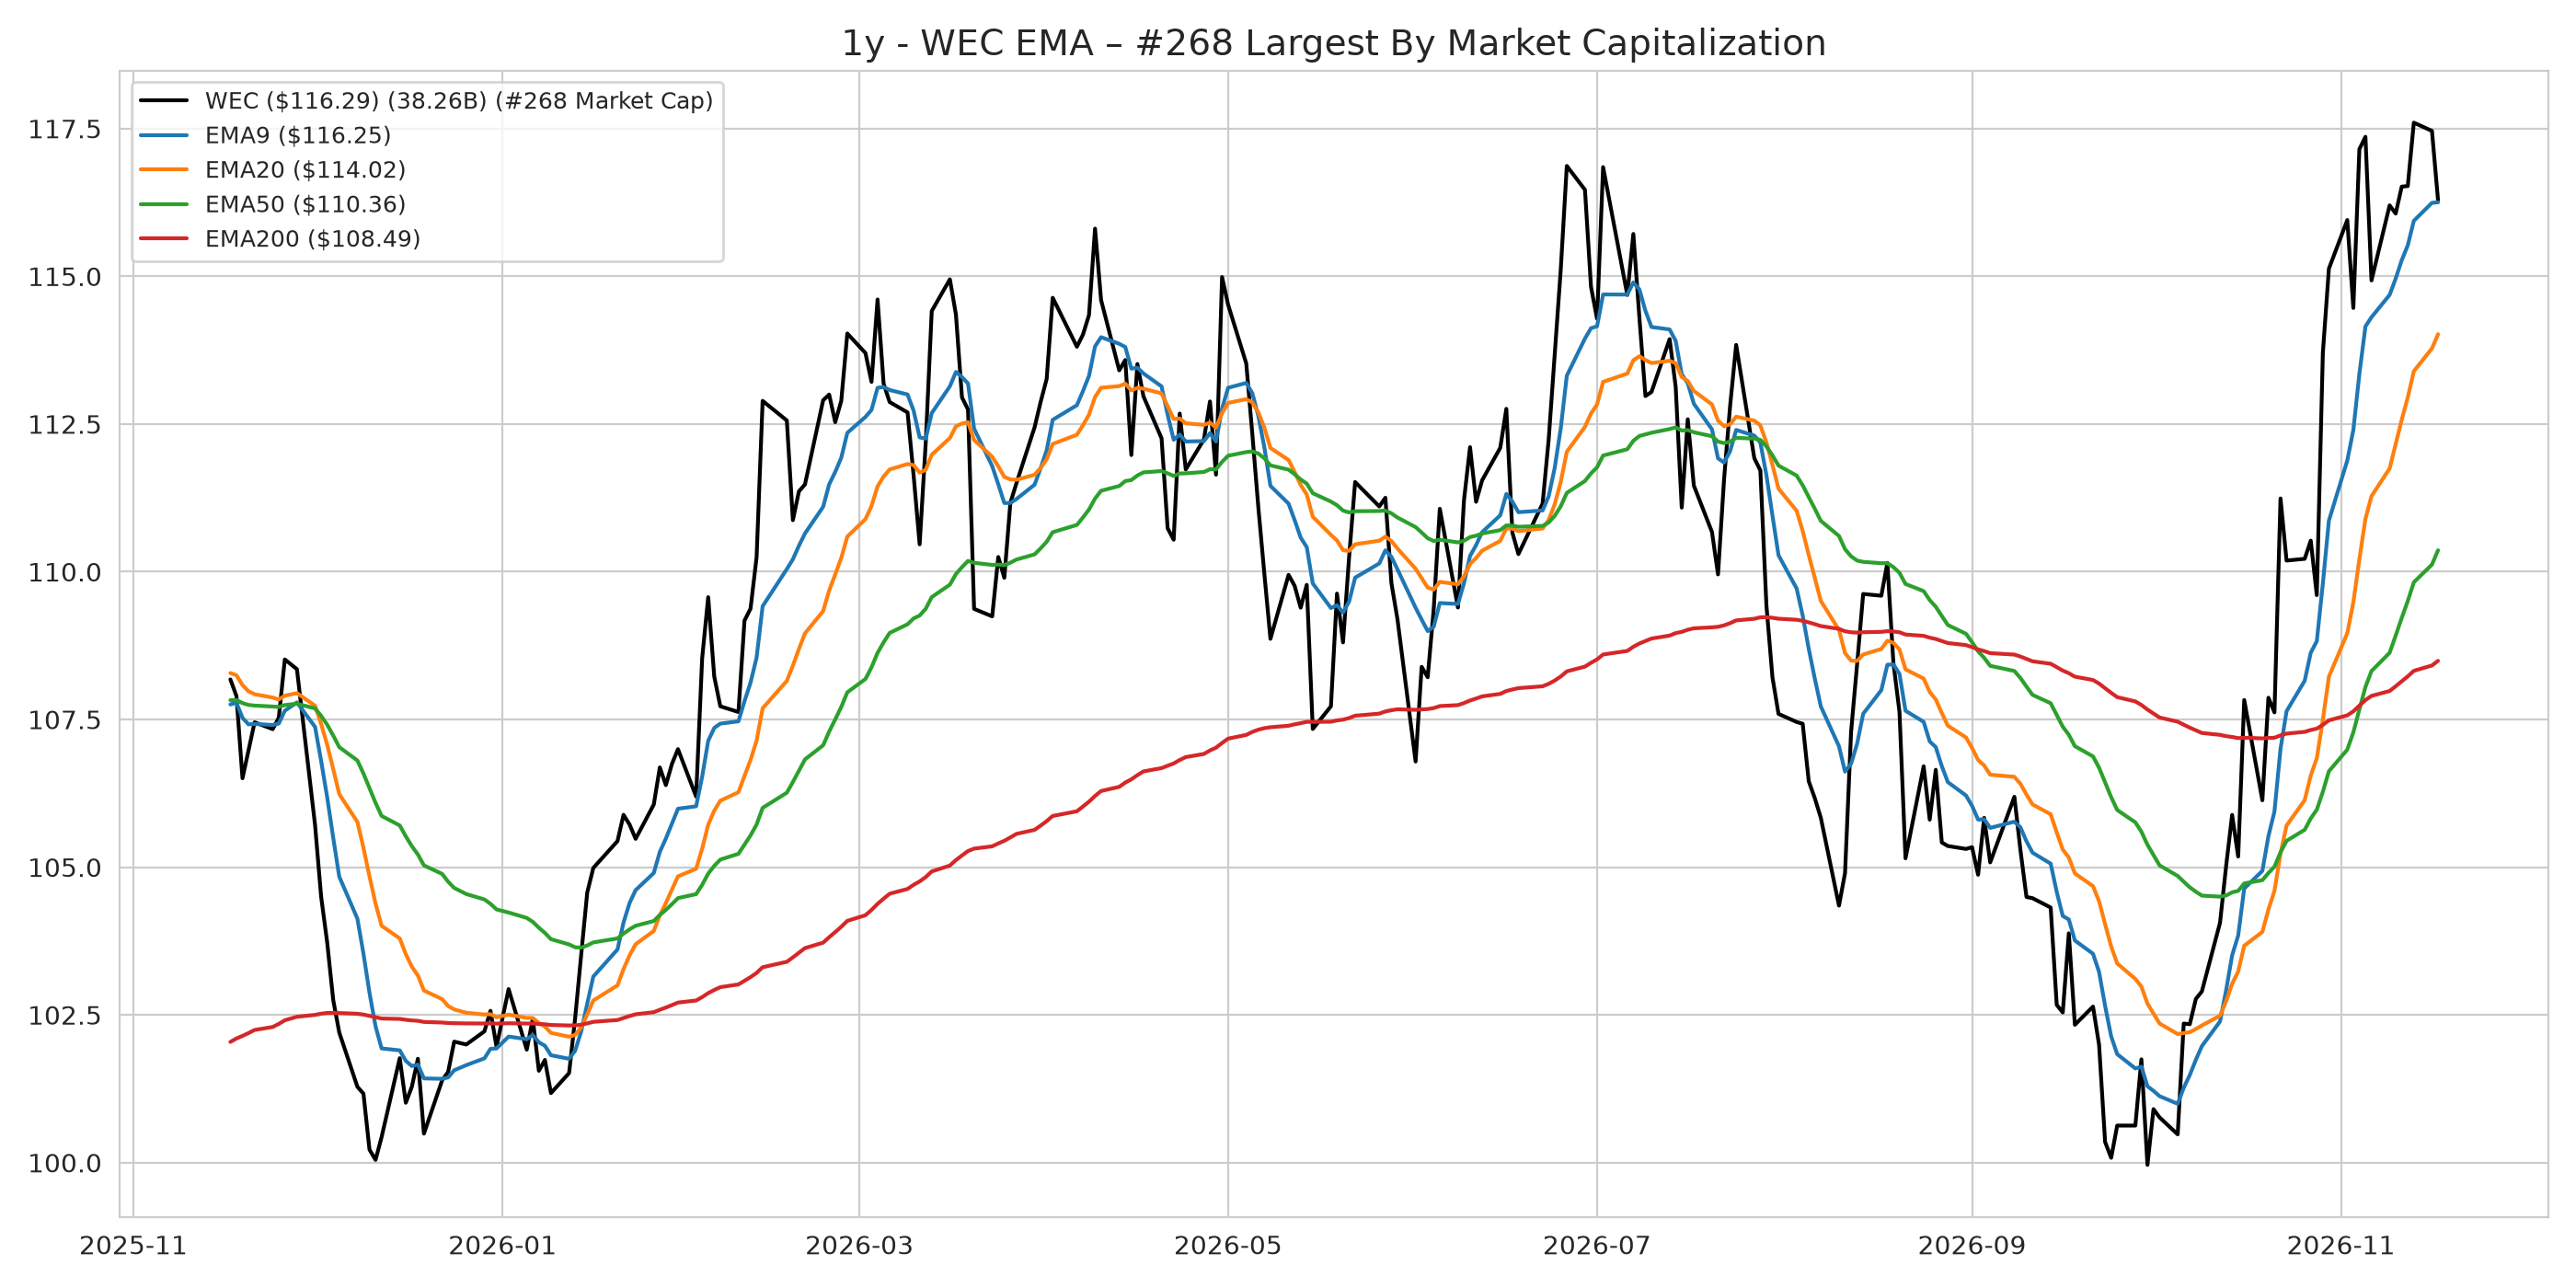 1y - WEC EMA – #268 Largest By Market Capitalization
WEC ($116.29) (38.26B) (#268 Market Cap)
EMA9 ($116.25)
EMA20 ($114.02)
EMA50 ($110.36)
EMA200 ($108.49)
117.5
115.0
112.5
110.0
107.5
105.0
102.5
100.0
2025-11
2026-01
2026-03
2026-05
2026-07
2026-09
2026-11